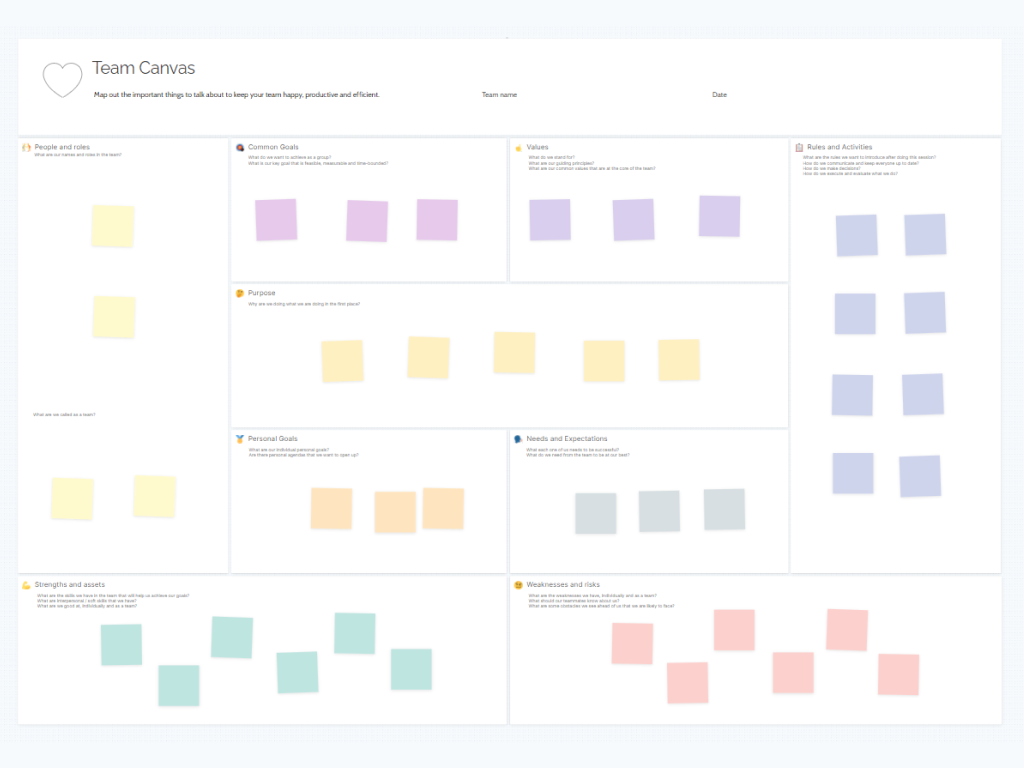 Team Canvas
Map out the important things to talk about to keep your team happy, productive and efficient.
Team name
Date
People and roles
What are our names and roles in the team?
What are we called as a team?
Common Goals
What do we want to achieve as a group?
What is our key goal that is feasible, measurable and time-bounded?
Values
What do we stand for?
What are our guiding principles?
What are our common values that are at the core of the team?
Rules and Activities
What are the rules we want to introduce after doing this session?
How do we communicate and keep everyone up to date?
How do we make decisions?
How do we execute and evaluate what we do?
Purpose
Why are we doing what we are doing in the first place?
Personal Goals
What are our individual personal goals?
Are there personal agendas that we want to open up?
Needs and Expectations
What each one of us needs to be successful?
What do we need from the team to be at our best?
Strengths and assets
What are the skills we have in the team that will help us achieve our goals?
What are interpersonal / soft skills that we have?
What are we good at, individually and as a team?
Weaknesses and risks
What are the weaknesses we have, individually and as a team?
What should our teammates know about us?
What are some obstacles we see ahead of us that we are likely to face?